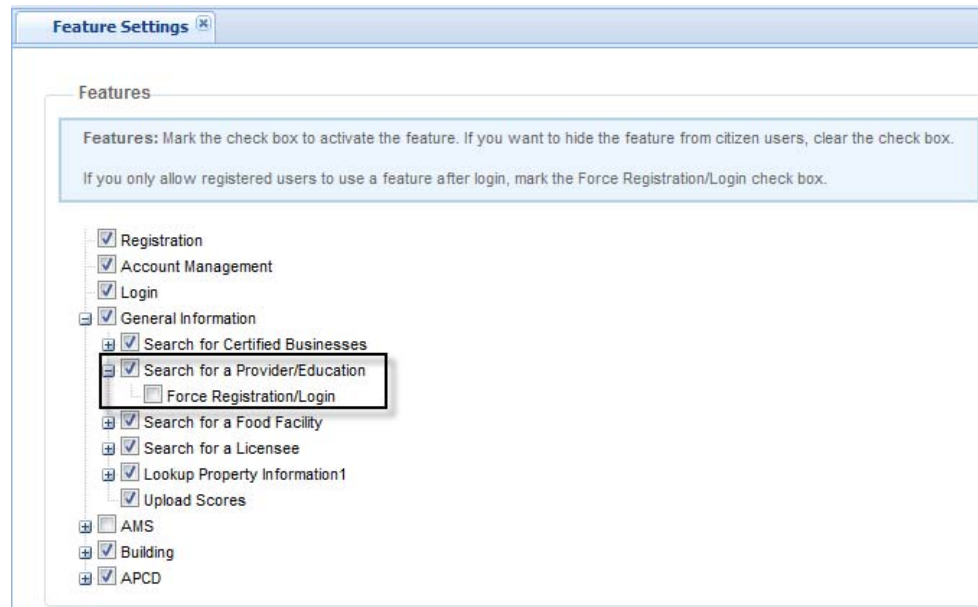 Feature Settings
Features
Features: Mark the check box to activate the feature. If you want to hide the feature from citizen users, clear the check box.
If you only allow registered users to use a feature after login, mark the Force Registration/Login check box.
Registration
Account Management
Login
General Information
Search for Certified Businesses
Search for a Provider/Education
Force Registration/Login
Search for a Food Facility
Search for a Licensee
Lookup Property Information1
Upload Scores
AMS
Building
APCD